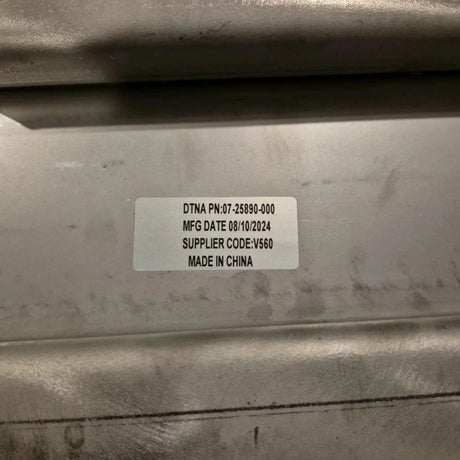 DTNA PN:07-25890-000
MFG DATE 08/10/2024
SUPPLIER CODE:V560
MADE IN CHINA